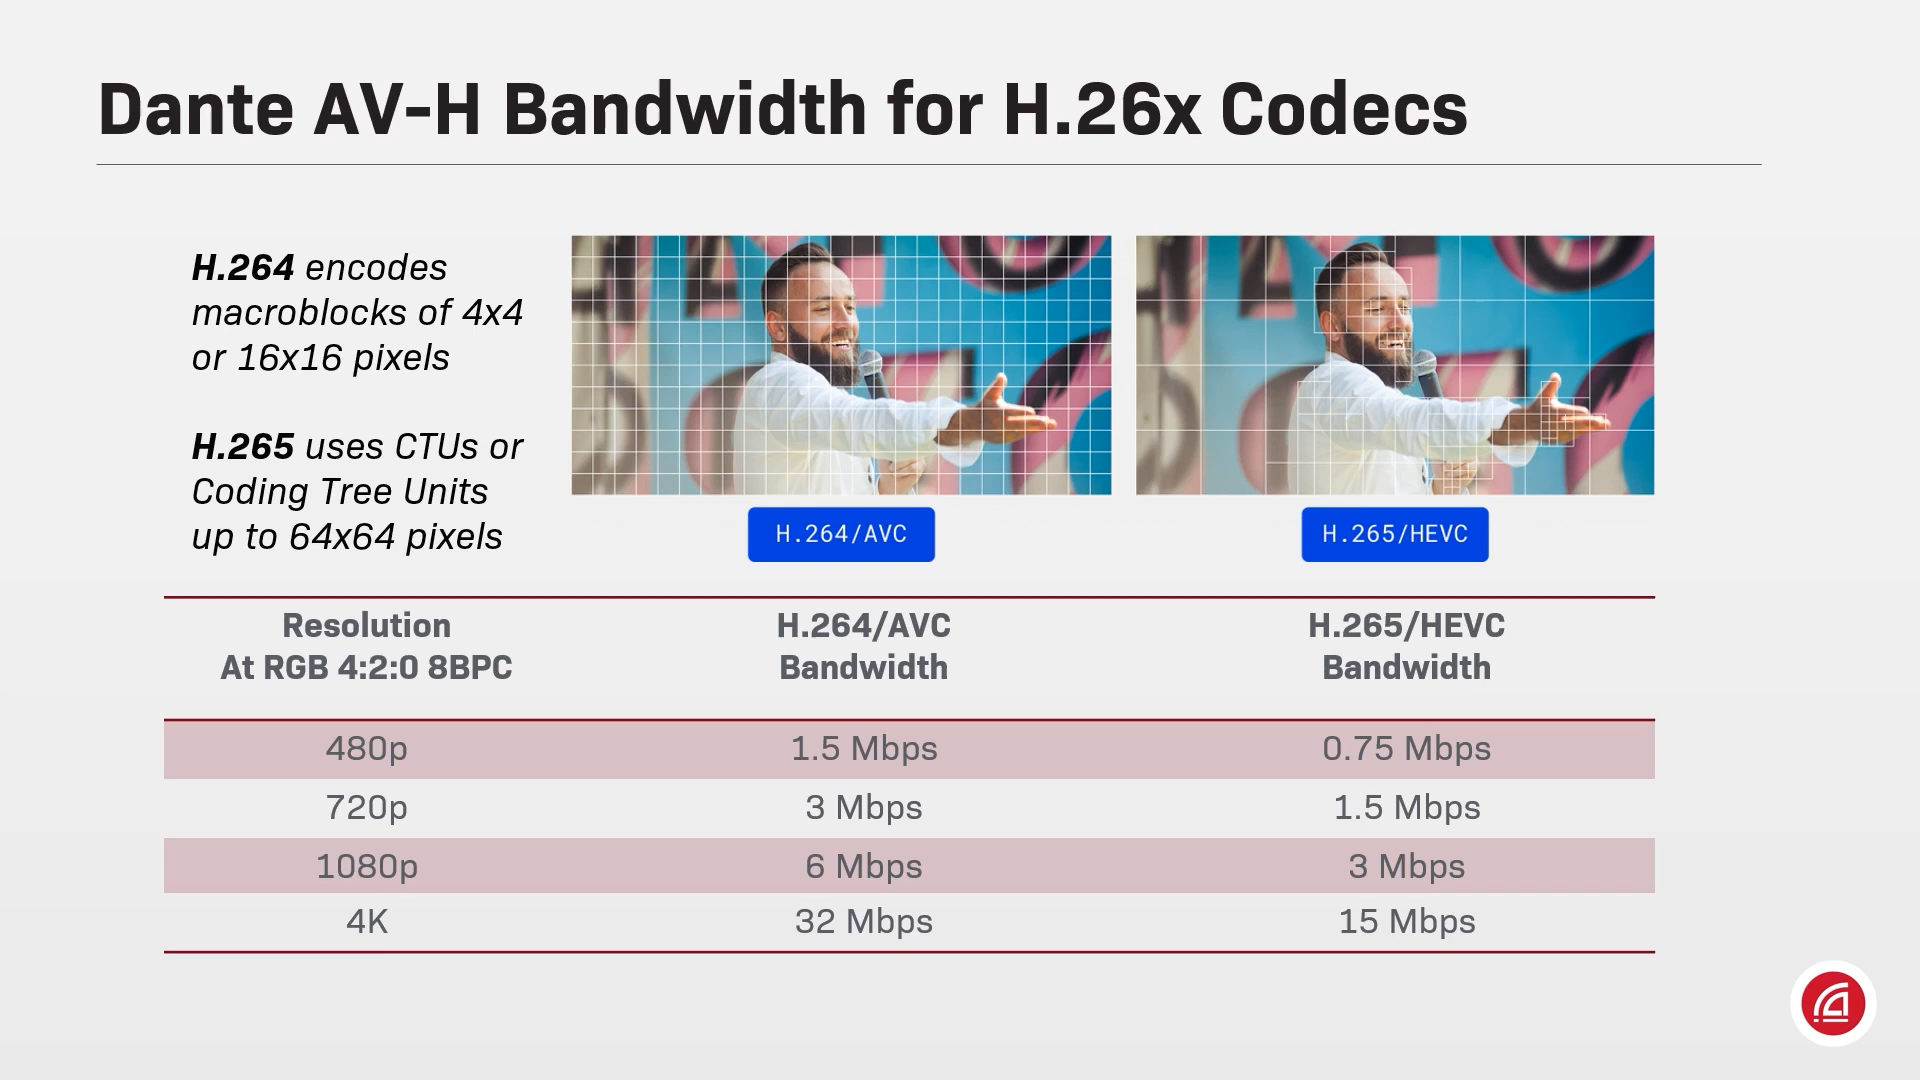 Dante AV-H Bandwidth for H.26x Codecs
H.264 encodes
macroblocks of 4x4
or 16x16 pixels
H.265 uses CTUs or
Coding Tree Units
up to 64x64 pixels
H.264/AVC
H.265/HEVC
Resolution
At RGB 4:2:0 8BPC
H.264/AVC
Bandwidth
H.265/HEVC
Bandwidth
480p 1.5 Mbps 0.75 Mbps
720p 3 Mbps 1.5 Mbps
1080p 6 Mbps 3 Mbps
4K 32 Mbps 15 Mbps